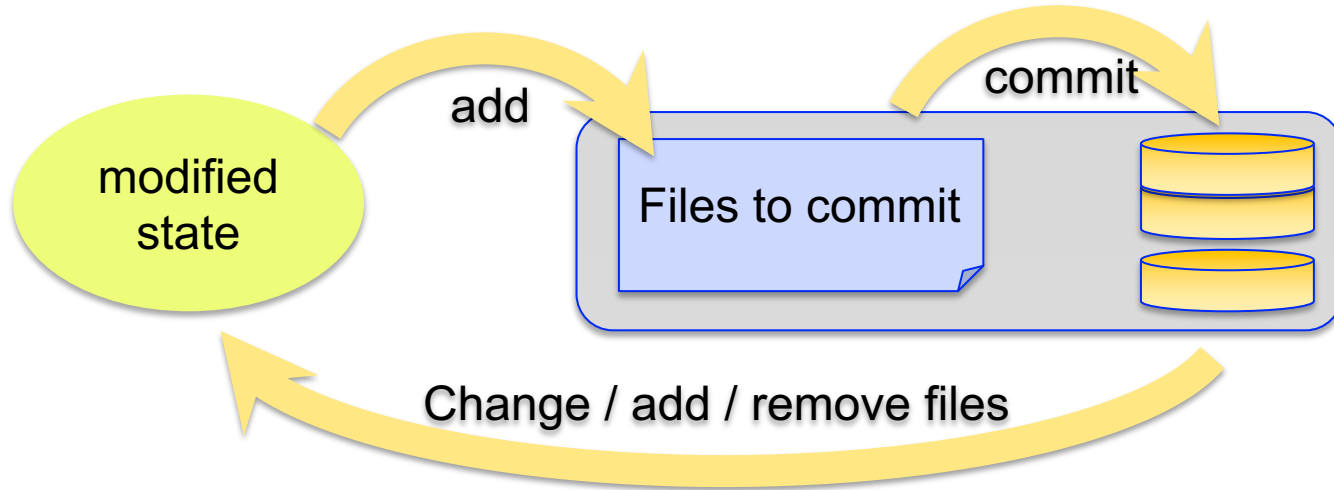 add
commit
modified
state
Files to commit
Change / add / remove files